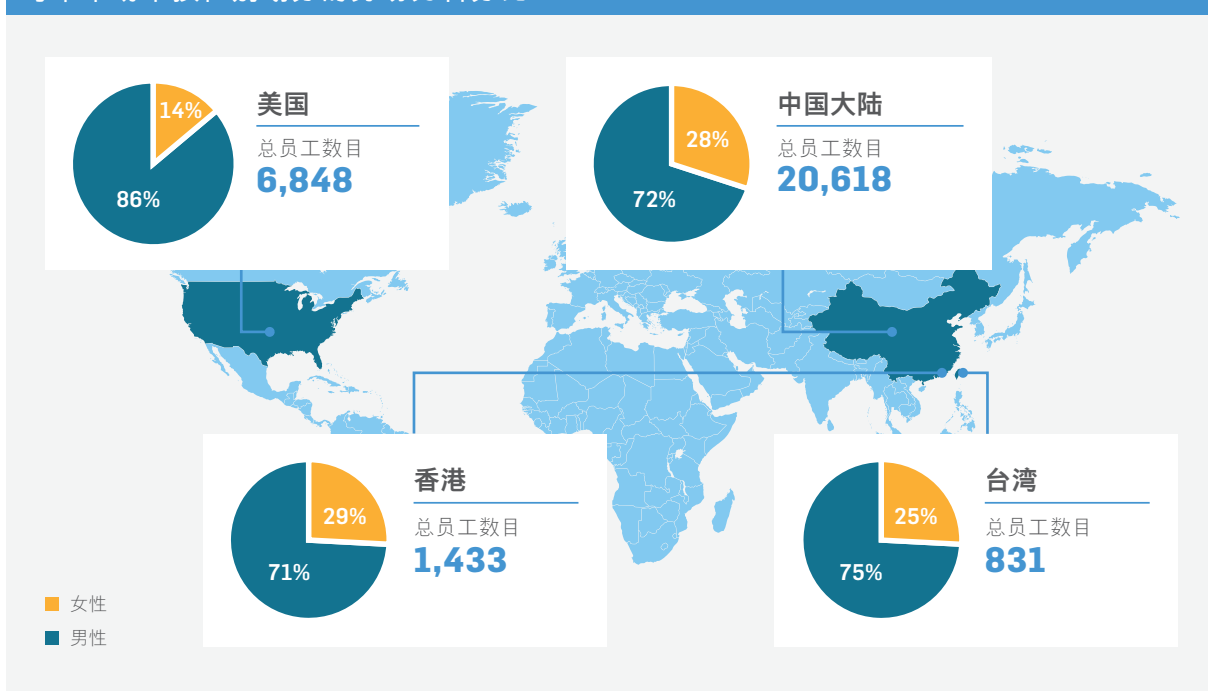 美国
总员工数目
6,848
14%
86%
中国大陆
总员工数目
20,618
28%
72%
香港
总员工数目
1,433
29%
71%
台湾
总员工数目
831
25%
75%
女性
男性